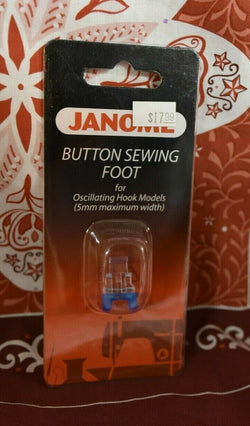 $17.99
JANOME
BUTTON SEWING
FOOT
for
Oscillating Hook Models
(5mm maximum width)